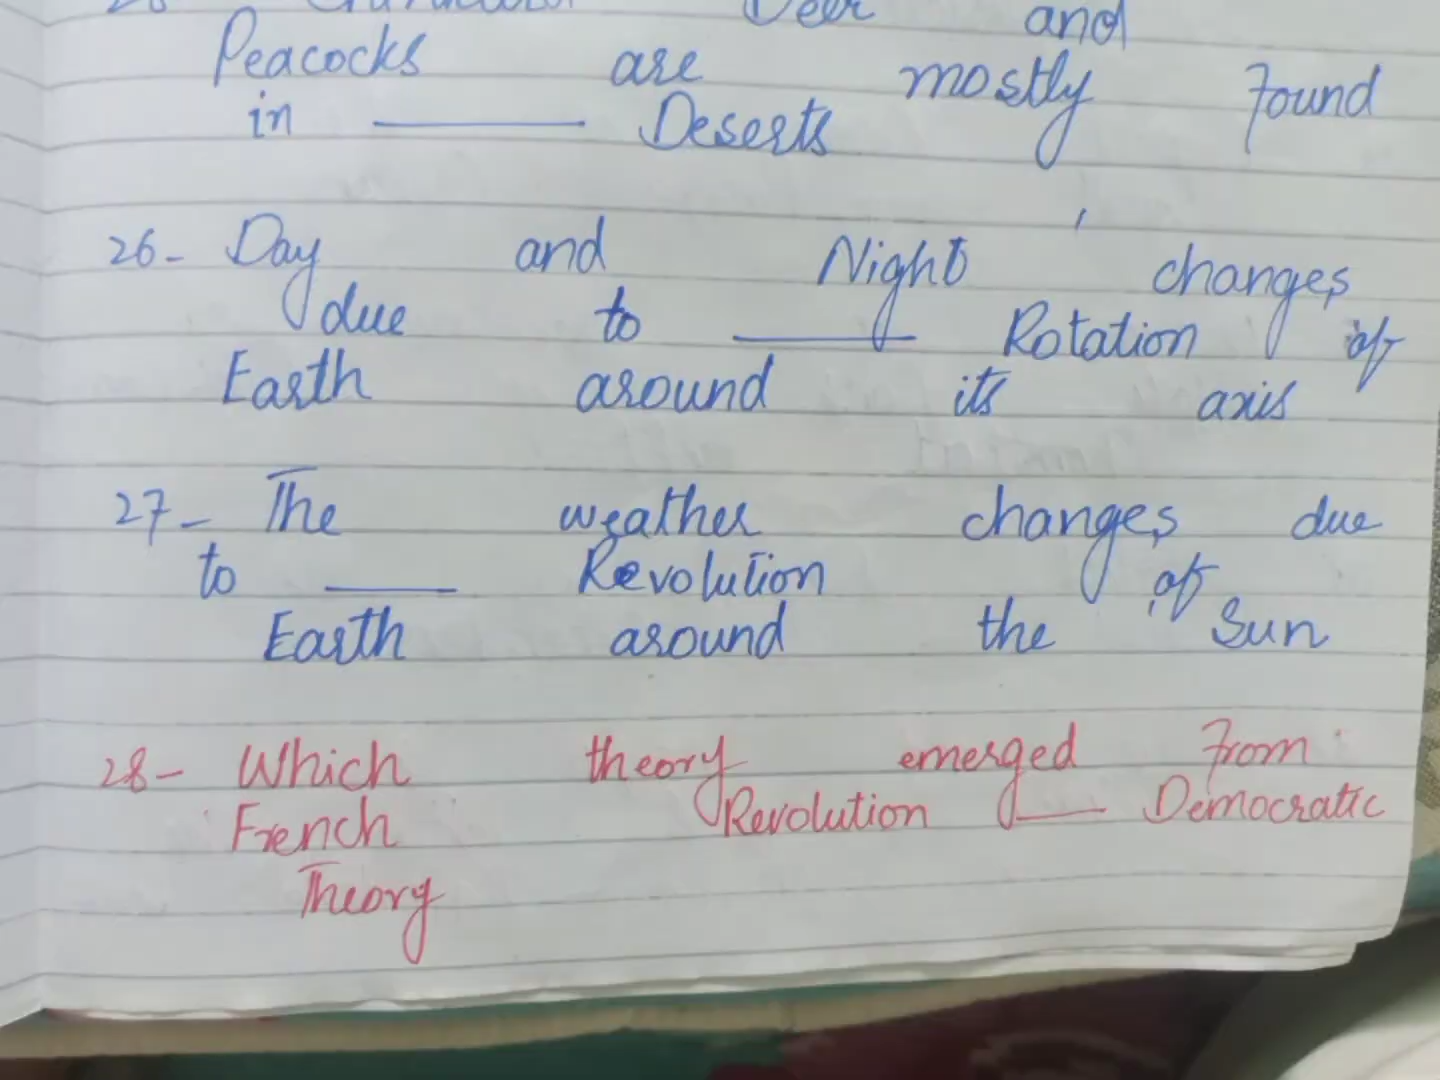 Deer and
Peacocks are mostly Found
in ______ Deserts
26- Day and Night changes
due to ______ Rotation of
Earth around its axis
27- The weather changes due
to ______ Revolution of
Earth around the Sun
28- Which theory emerged From
French Revolution ______ Democratic
Theory